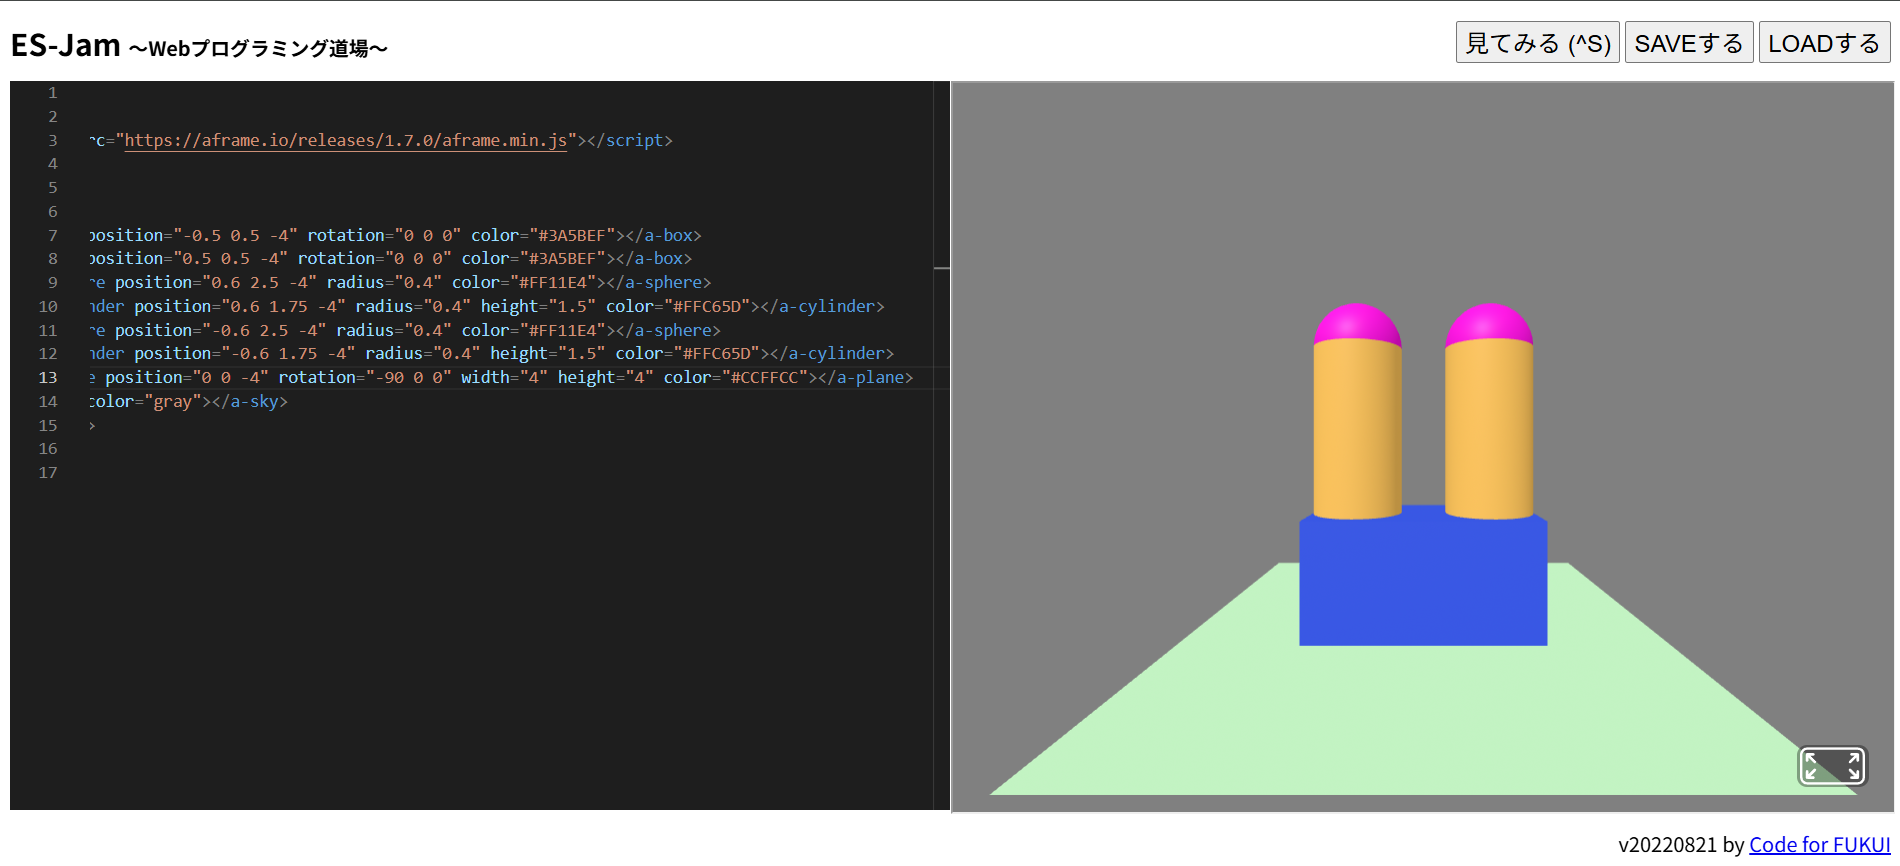 ES-Jam ～Webプログラミング道場～
見てみる (^S) SAVEする LOADする
1
2
3 rc="https://aframe.io/releases/1.7.0/aframe.min.js"></script>
4
5
6
7 position="-0.5 0.5 -4" rotation="0 0 0" color="#3A5BEF"></a-box>
8 position="0.5 0.5 -4" rotation="0 0 0" color="#3A5BEF"></a-box>
9 re position="0.6 2.5 -4" radius="0.4" color="#FF11E4"></a-sphere>
10 nder position="0.6 1.75 -4" radius="0.4" height="1.5" color="#FFC65D"></a-cylinder>
11 re position="-0.6 2.5 -4" radius="0.4" color="#FF11E4"></a-sphere>
12 nder position="-0.6 1.75 -4" radius="0.4" height="1.5" color="#FFC65D"></a-cylinder>
13 e position="0 0 -4" rotation="-90 0 0" width="4" height="4" color="#CCFFCC"></a-plane>
14 color="gray"></a-sky>
15 >
16
17
v20220821 by Code for FUKUI